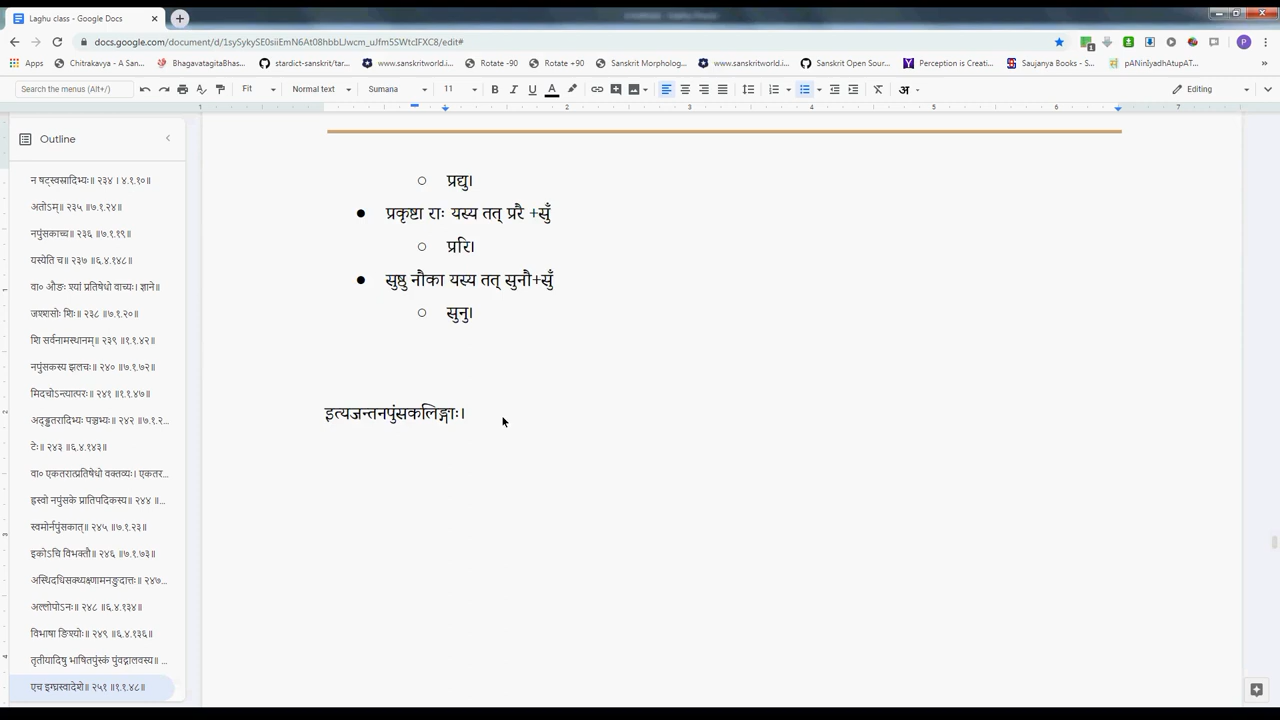 Laghu class - Google Docs
docs.google.com/document/d/1sySykySE0siiEmN6At08hbbLJwcm_uJfm5SWtcIFXC8/edit#
Apps Chitrakavya - A San... BhagavatagitaBhas... stardict-sanskrit/tar... www.sanskritworld.i... Rotate -90 Rotate +90 Sanskrit Morpholog... www.sanskritworld.i... Sanskrit Open Sour... Perception is Creati... Saujanya Books - S... pANinIyadhAtupAT...
Search the menus (Alt+/) Fit Normal text Sumana 11 B I U A अ Editing
1 1 2 3 4 5 6 7
Outline
न षट्स्वस्रादिभ्यः॥ २३४ । ४.१.१०॥
अतोऽम्॥ २३५ ॥७.१.२४॥
नपुंसकाच्च॥ २३६ ॥७.१.१९॥
यस्येति च॥ २३७ ॥६.४.१४८॥
वा० औङः श्यां प्रतिषेधो वाच्यः। ज्ञाने॥
जश्शसोः शिः॥ २३८ ॥७.१.२०॥
शि सर्वनामस्थानम्॥ २३९ ॥१.१.४२॥
नपुंसकस्य झलचः॥ २४० ॥७.१.७२॥
मिदचोऽन्त्यात्परः॥ २४१ ॥१.१.४७॥
अद्ड्डतरादिभ्यः पञ्चभ्यः॥ २४२ ॥७.१.२...
टेः॥ २४३ ॥६.४.१४३॥
वा० एकतरात्प्रतिषेधो वक्तव्यः। एकतर...
ह्रस्वो नपुंसके प्रातिपदिकस्य॥ २४४ ॥...
स्वमोर्नपुंसकात्॥ २४५ ॥७.१.२३॥
इकोऽचि विभक्तौ॥ २४६ ॥७.१.७३॥
अस्थिदधिसक्थ्यक्ष्णामनङुदात्तः॥ २४७...
अल्लोपोऽनः॥ २४८ ॥६.४.१३४॥
विभाषा ङिश्योः॥ २४९ ॥६.४.१३६॥
तृतीयादिषु भाषितपुंस्कं पुंवद्गालवस्य॥ ...
एच इग्घ्रस्वादेशे॥ २५१ ॥१.१.४८॥
प्रद्यु।
प्रकृष्टा राः यस्य तत् प्ररै +सुँ
प्ररि।
सुष्ठु नौका यस्य तत् सुनौ+सुँ
सुनु।
इत्यजन्तनपुंसकलिङ्गाः।